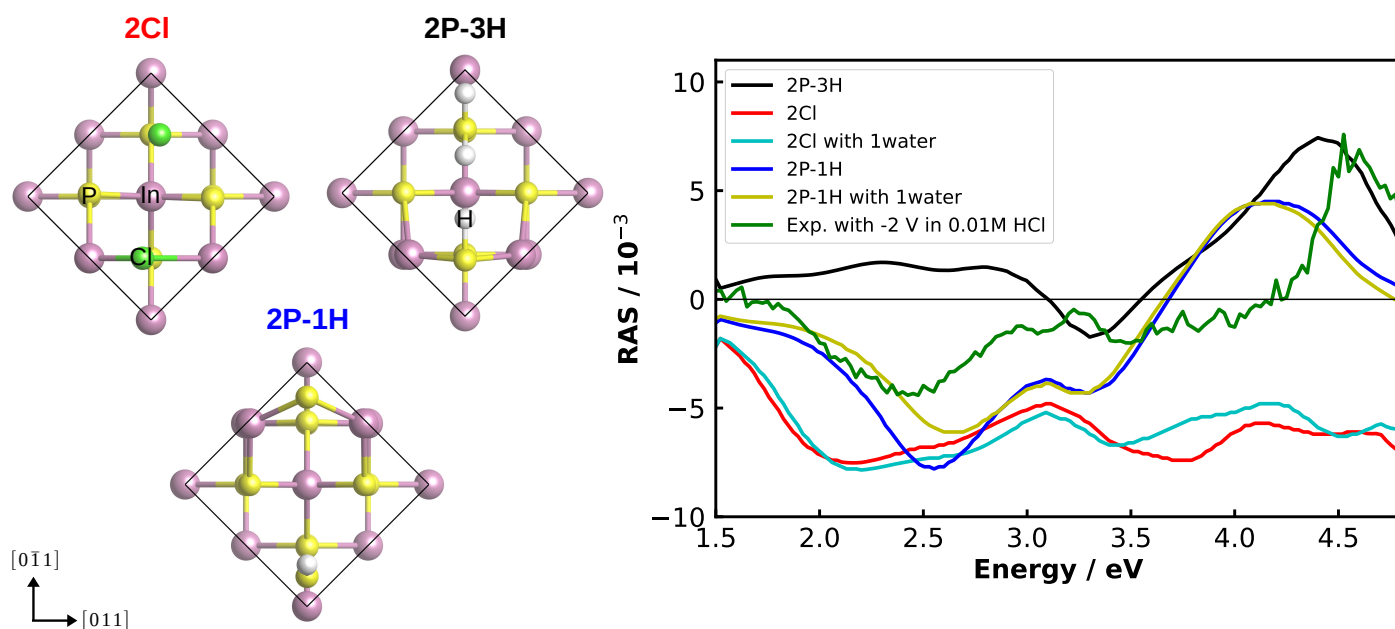 2Cl
2P-3H
P
In
Cl
H
2P-1H
[01̄1]
[011]
RAS / 10⁻³
10
5
0
−5
−10
2P-3H
2Cl
2Cl with 1water
2P-1H
2P-1H with 1water
Exp. with -2 V in 0.01M HCl
1.5
2.0
2.5
3.0
3.5
4.0
4.5
Energy / eV